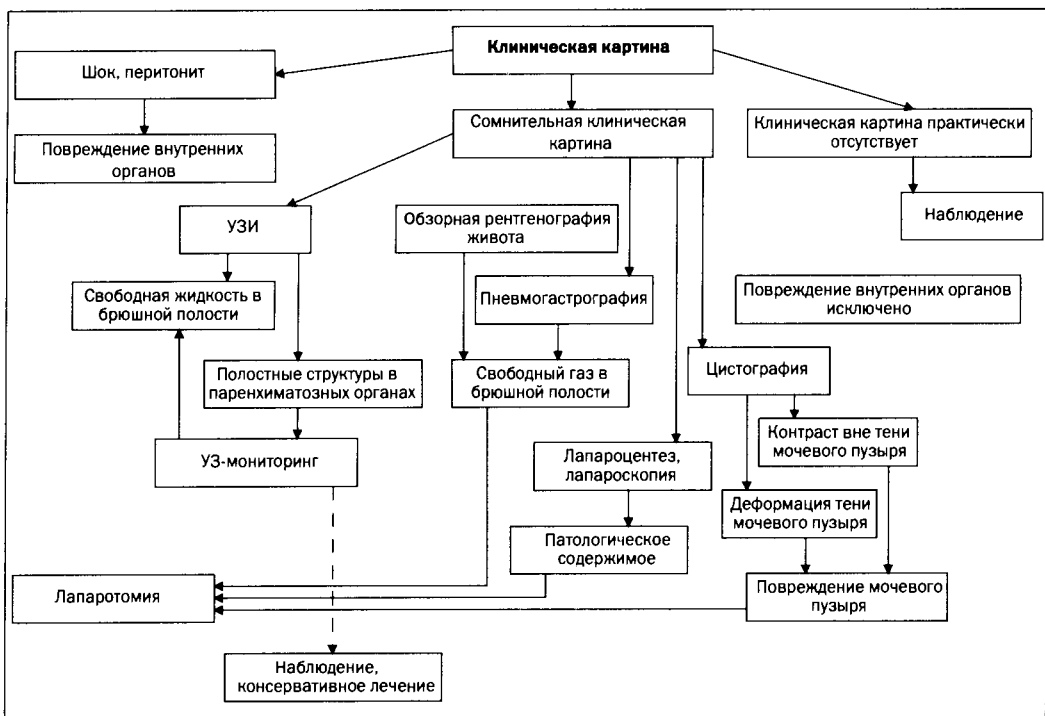 Клиническая картина
Шок, перитонит
Сомнительная клиническая
картина
Клиническая картина практически
отсутствует
Повреждение внутренних
органов
Наблюдение
УЗИ
Обзорная рентгенография
живота
Свободная жидкость в
брюшной полости
Пневмогастрография
Повреждение внутренних органов
исключено
Полостные структуры в
паренхиматозных органах
Свободный газ в
брюшной полости
Цистография
Контраст вне тени
мочевого пузыря
УЗ-мониторинг
Лапароцентез,
лапароскопия
Деформация тени
мочевого пузыря
Патологическое
содержимое
Лапаротомия
Повреждение мочевого
пузыря
Наблюдение,
консервативное лечение